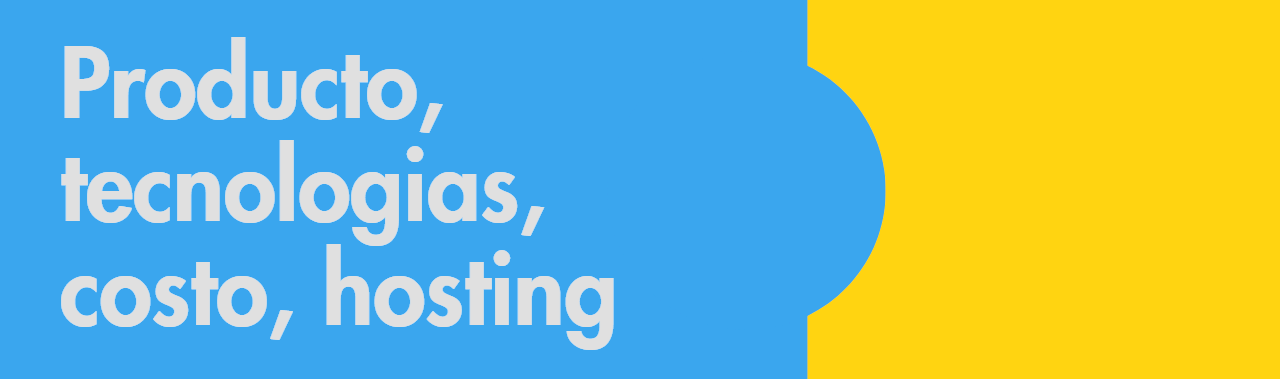 Producto,
tecnologias,
costo, hosting